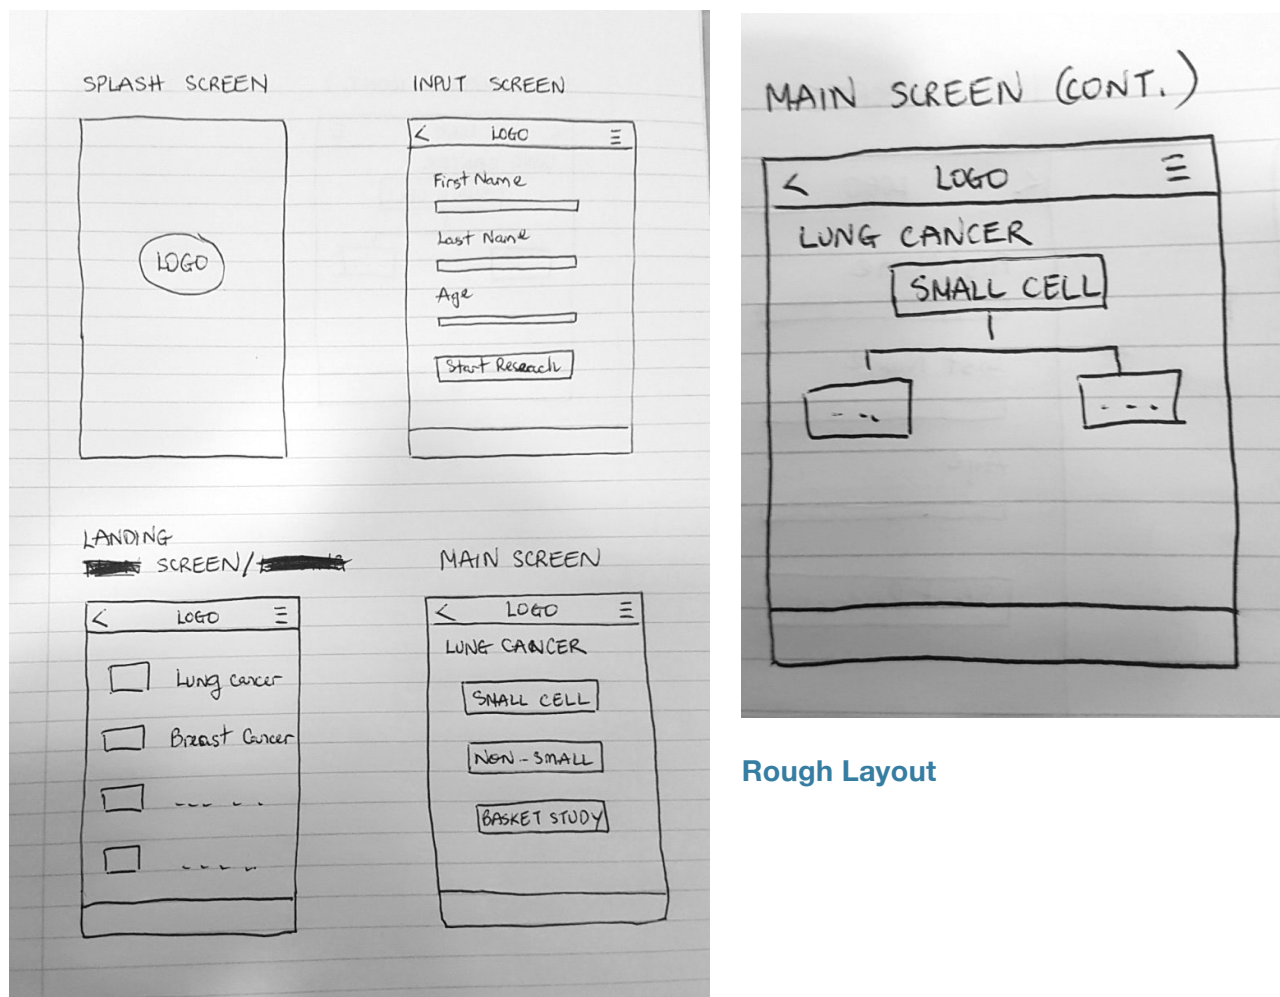 SPLASH SCREEN
LOGO
INPUT SCREEN
< LOGO
First Name
Last Name
Age
Start Reseach
LANDING
SCREEN/
< LOGO
Lung cancer
Breast Cancer
--- --
----
MAIN SCREEN
< LOGO
LUNG CANCER
SMALL CELL
NON-SMALL
BASKET STUDY
MAIN SCREEN (CONT.)
< LOGO
LUNG CANCER
SMALL CELL
--- ---
Rough Layout